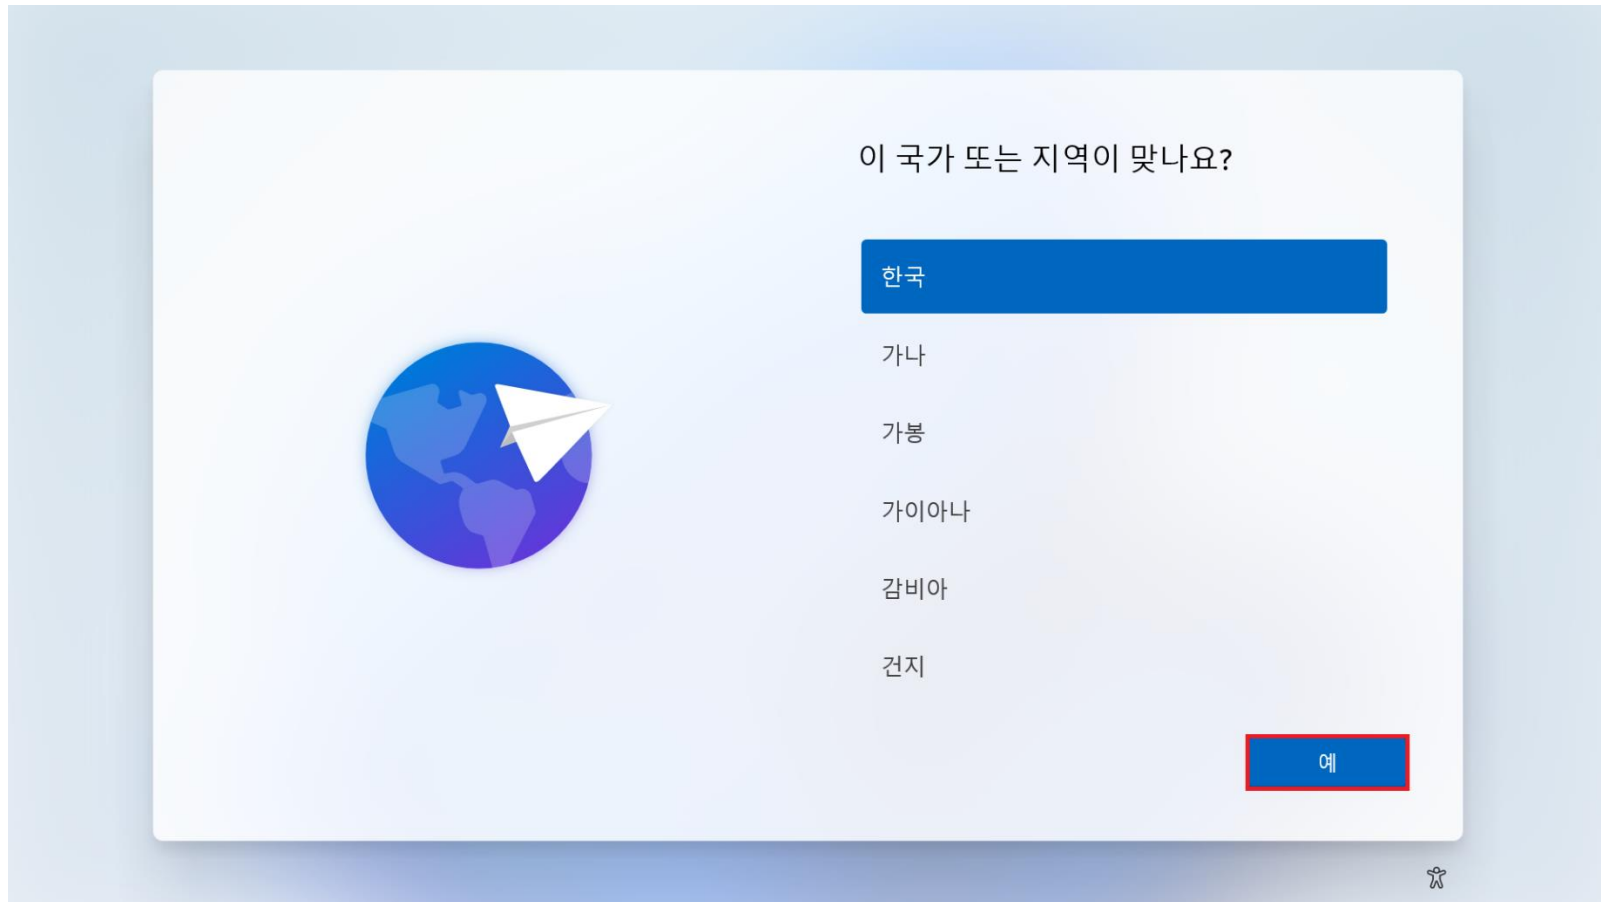 이 국가 또는 지역이 맞나요?
한국
가나
가봉
가이아나
감비아
건지
예